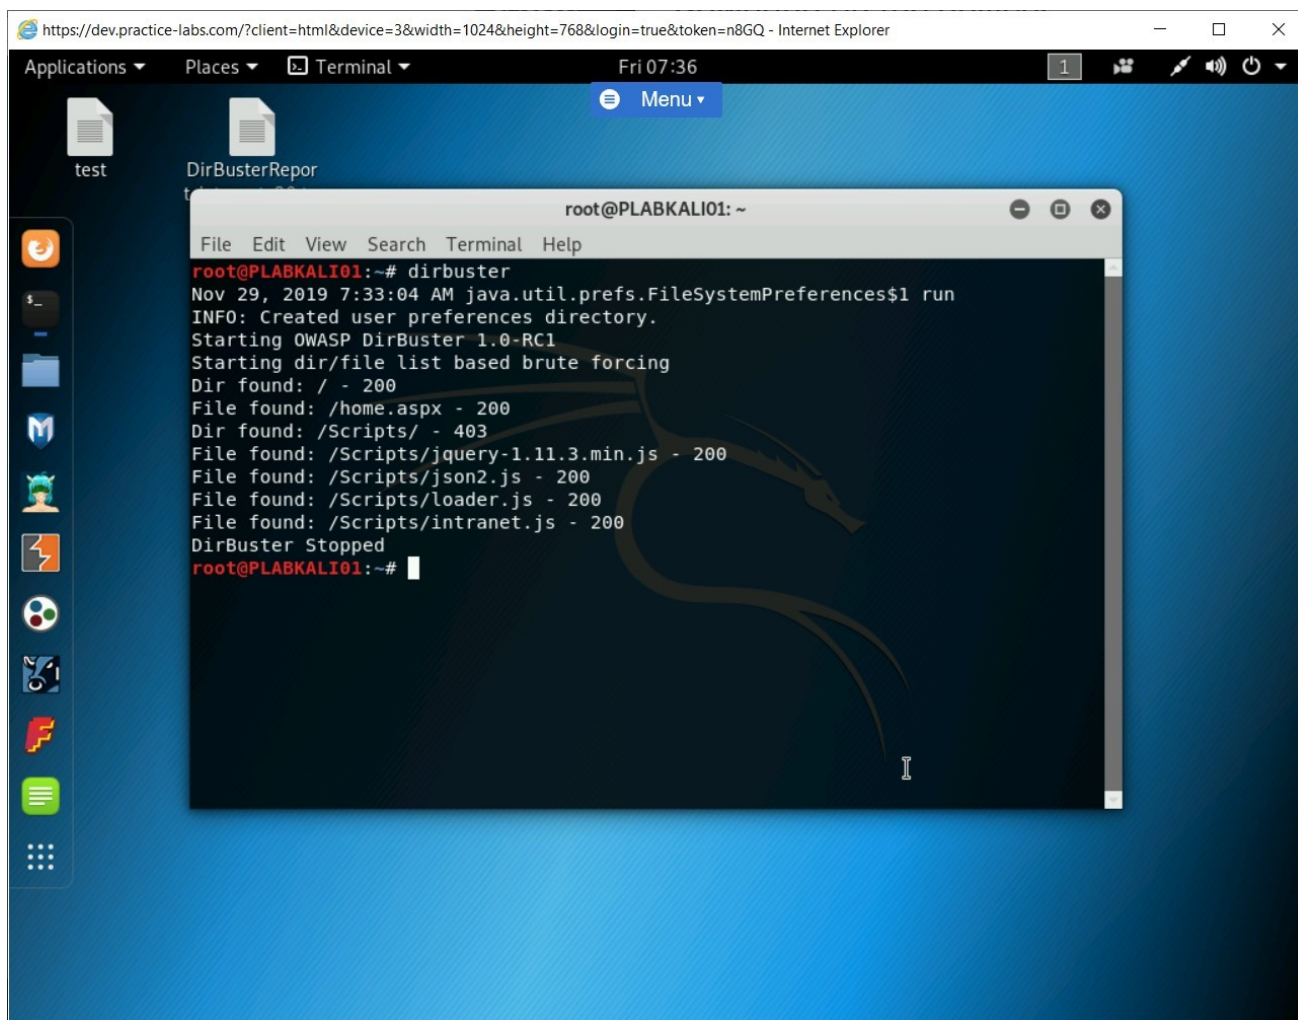 https://dev.practice-labs.com/?client=html&device=3&width=1024&height=768&login=true&token=n8GQ - Internet Explorer
Applications Places Terminal Fri 07:36 1
Menu
test
DirBusterRepor
root@PLABKALI01: ~
File Edit View Search Terminal Help
root@PLABKALI01:~# dirbuster
Nov 29, 2019 7:33:04 AM java.util.prefs.FileSystemPreferences$1 run
INFO: Created user preferences directory.
Starting OWASP DirBuster 1.0-RC1
Starting dir/file list based brute forcing
Dir found: / - 200
File found: /home.aspx - 200
Dir found: /Scripts/ - 403
File found: /Scripts/jquery-1.11.3.min.js - 200
File found: /Scripts/json2.js - 200
File found: /Scripts/loader.js - 200
File found: /Scripts/intranet.js - 200
DirBuster Stopped
root@PLABKALI01:~#